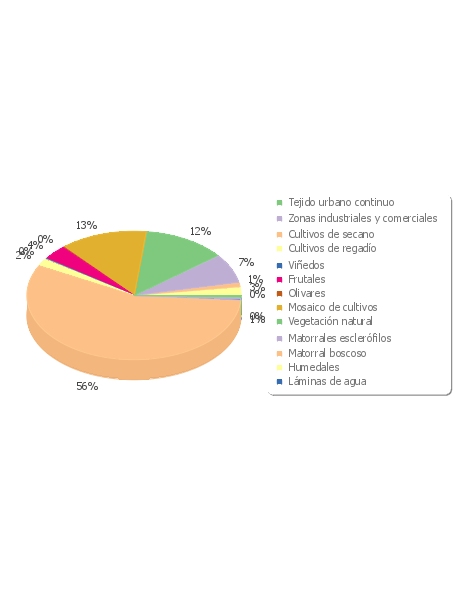 13%
12%
0%
4%
2%
7%
1%
0%
1%
56%
Tejido urbano continuo
Zonas industriales y comerciales
Cultivos de secano
Cultivos de regadío
Viñedos
Frutales
Olivares
Mosaico de cultivos
Vegetación natural
Matorrales esclerófilos
Matorral boscoso
Humedales
Láminas de agua